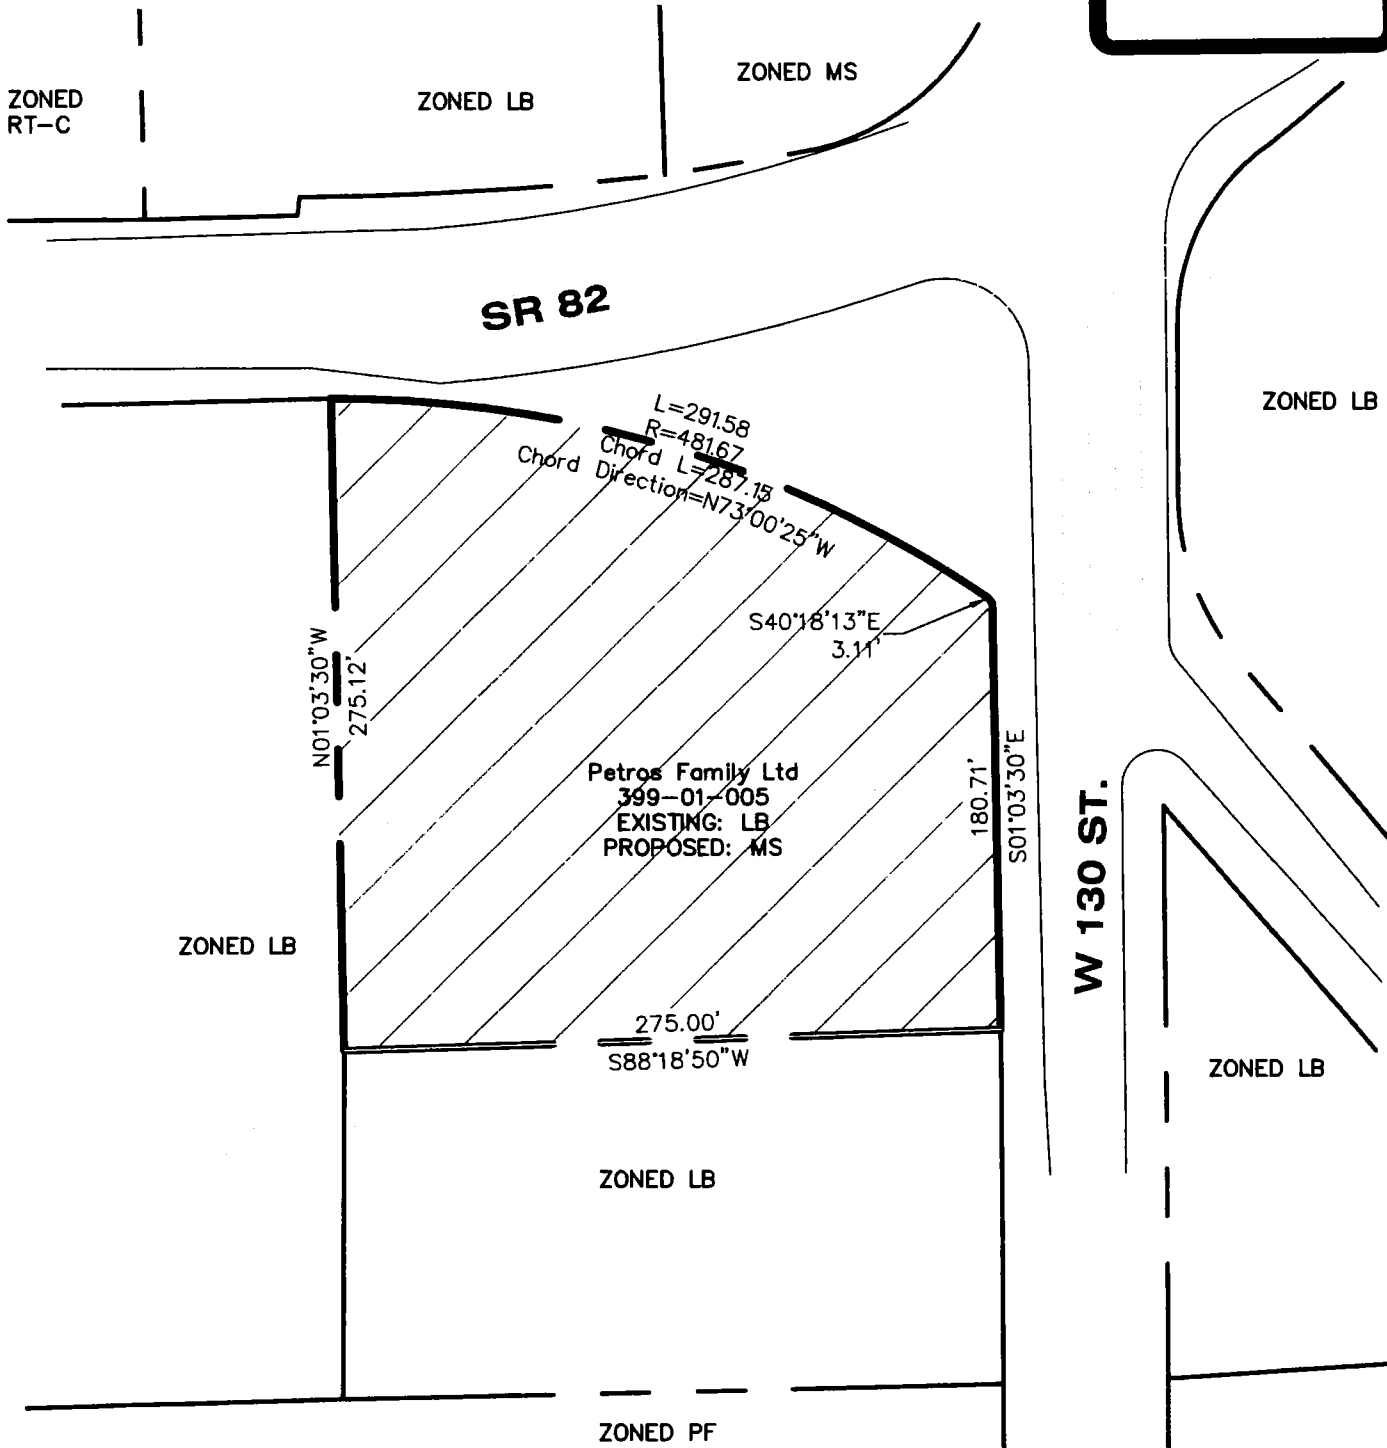 ZONED MS
ZONED
RT-C
ZONED LB
SR 82
ZONED LB
L=291.58
R=481.67
Chord L=287.15
Chord Direction=N73°00'25"W
S40°18'13"E
3.11'
N01°03'30"W
275.12'
Petros Family Ltd
399-01-005
EXISTING: LB
PROPOSED: MS
180.71'
S01°03'30"E
W 130 ST.
ZONED LB
275.00'
S88°18'50"W
ZONED LB
ZONED LB
ZONED PF